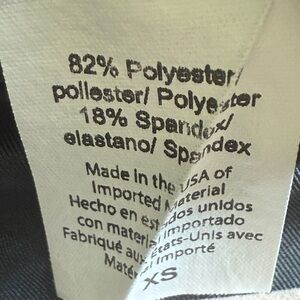 82% Polyester/
poliester/ Polyester
18% Spandex/
elastano/ Spandex
Made in the USA of
Imported Material
Hecho en estados unidos
con material importado
Fabriqué aux États-Unis avec
Matériel Importé
XS